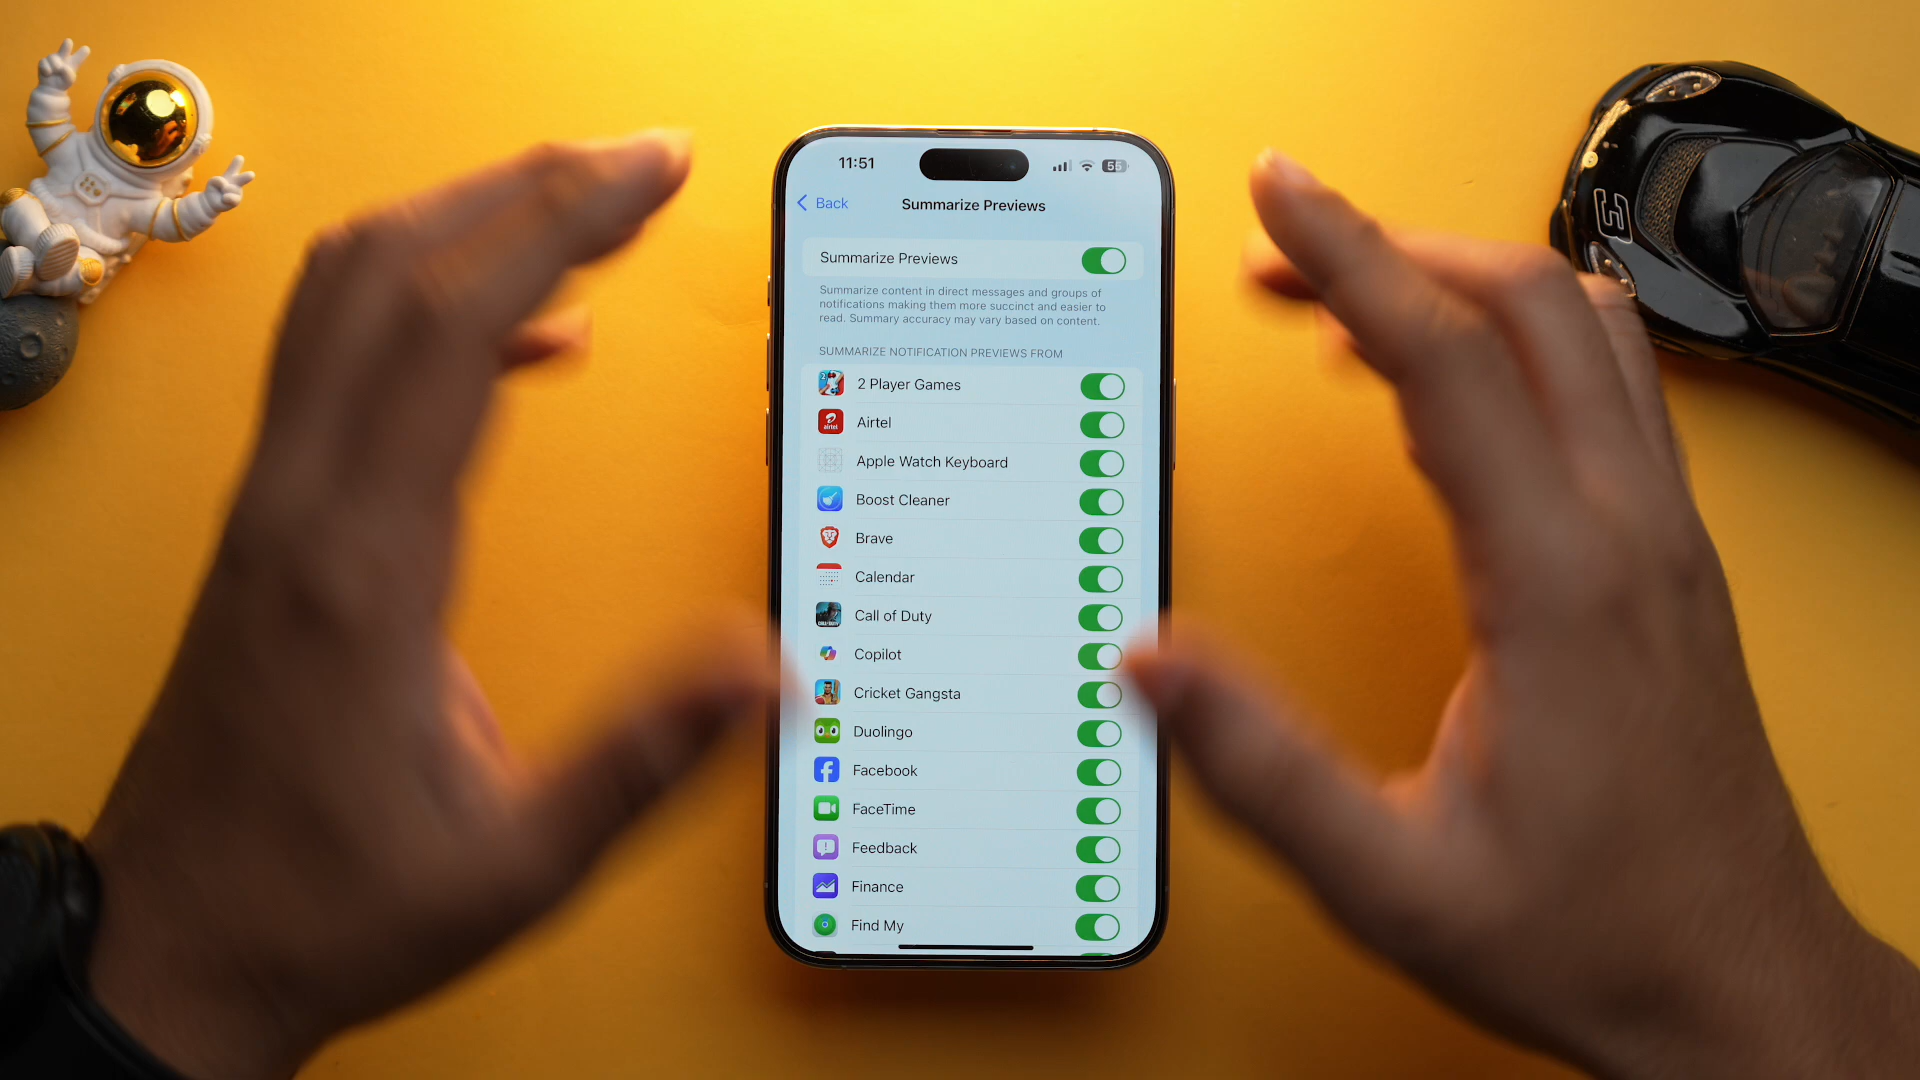 11:51
55
Back
Summarize Previews
Summarize Previews
Summarize content in direct messages and groups of
notifications making them more succinct and easier to
read. Summary accuracy may vary based on content.
SUMMARIZE NOTIFICATION PREVIEWS FROM
2 Player Games
Airtel
airtel
Apple Watch Keyboard
Boost Cleaner
Brave
Calendar
Call of Duty
Copilot
Cricket Gangsta
Duolingo
Facebook
FaceTime
Feedback
Finance
Find My
3